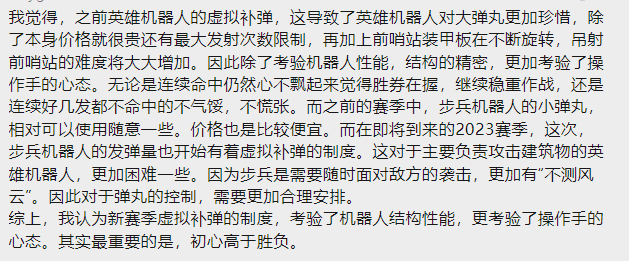 我觉得，之前英雄机器人的虚拟补弹，这导致了英雄机器人对大弹丸更加珍惜，除
了本身价格就很贵还有最大发射次数限制，再加上前哨站装甲板在不断旋转，吊射
前哨站的难度将大大增加。因此除了考验机器人性能，结构的精密，更加考验了操
作手的心态。无论是连续命中仍然心不飘起来觉得胜券在握，继续稳重作战，还是
连续好几发都不命中的不气馁，不慌张。而之前的赛季中，步兵机器人的小弹丸，
相对可以使用随意一些。价格也是比较便宜。而在即将到来的2023赛季，这次，
步兵机器人的发弹量也开始有着虚拟补弹的制度。这对于主要负责攻击建筑物的英
雄机器人，更加困难一些。因为步兵是需要随时面对敌方的袭击，更加有“不测风
云”。因此对于弹丸的控制，需要更加合理安排。
综上，我认为新赛季虚拟补弹的制度，考验了机器人结构性能，更考验了操作手的
心态。其实最重要的是，初心高于胜负。